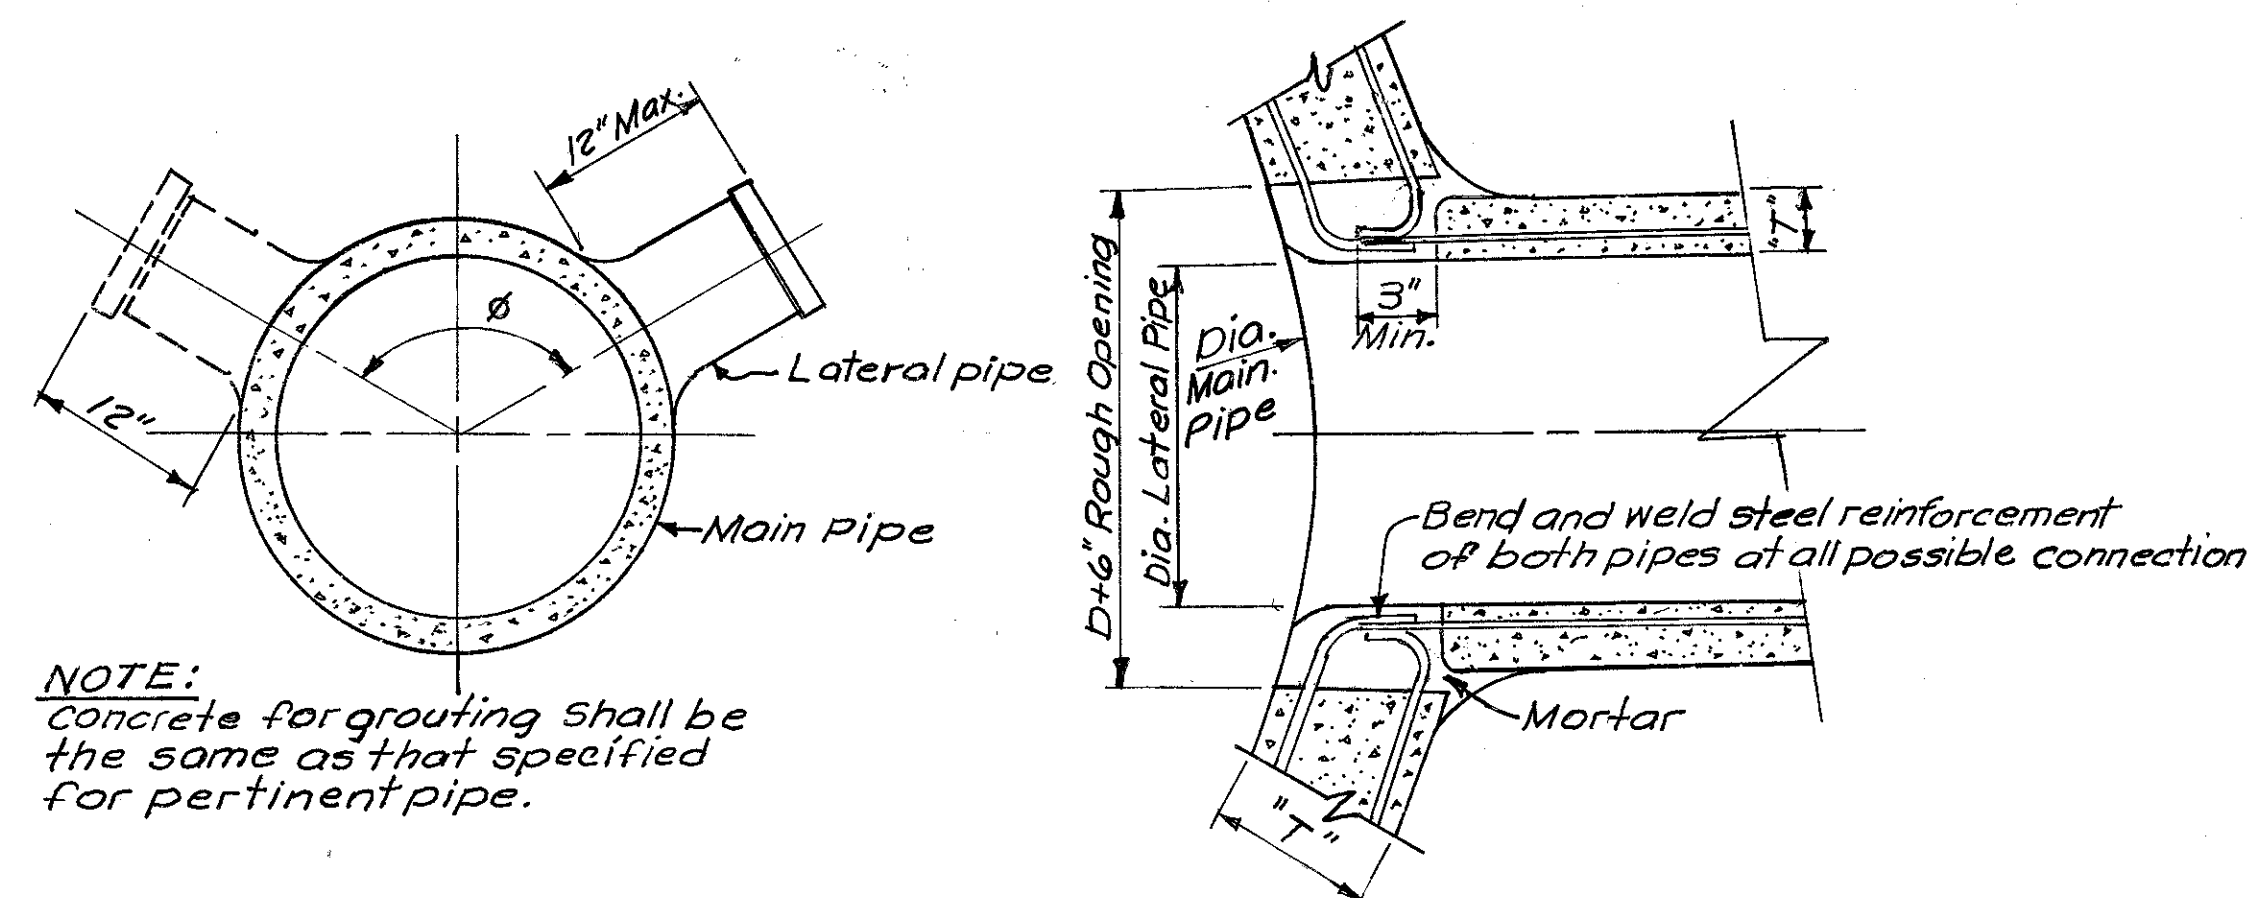 12" Max.
ø
12"
Lateral pipe
Main Pipe
NOTE:
Concrete for grouting shall be
the same as that specified
for pertinent pipe.
D+6" Rough Opening
Dia. Lateral Pipe
Dia.
Main.
Pipe
3"
Min.
"T"
Bend and weld steel reinforcement
of both pipes at all possible connection
Mortar
"T"